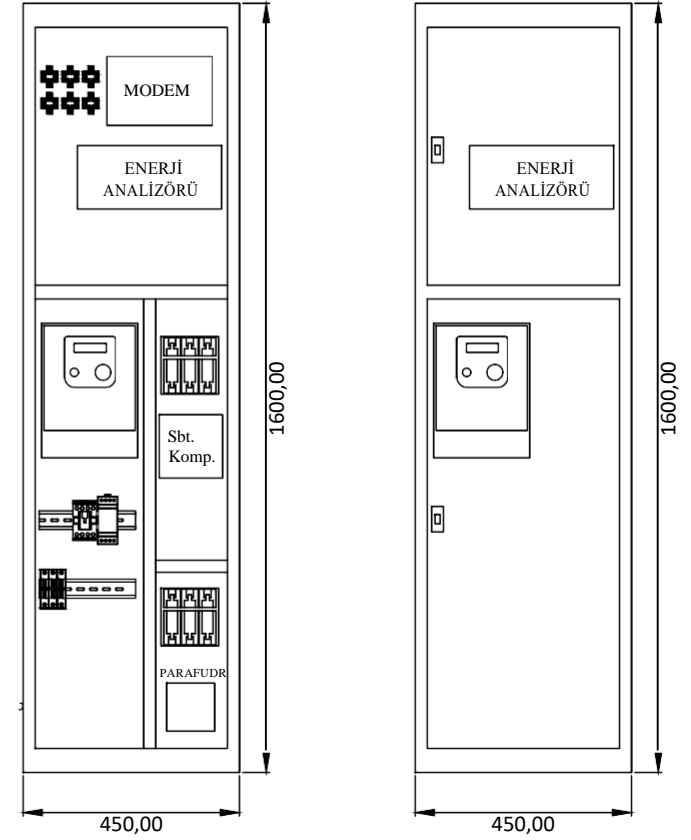 MODEM
ENERJİ
ANALİZÖRÜ
Sbt.
Komp.
PARAFUDR
1600,00
450,00
ENERJİ
ANALİZÖRÜ
1600,00
450,00